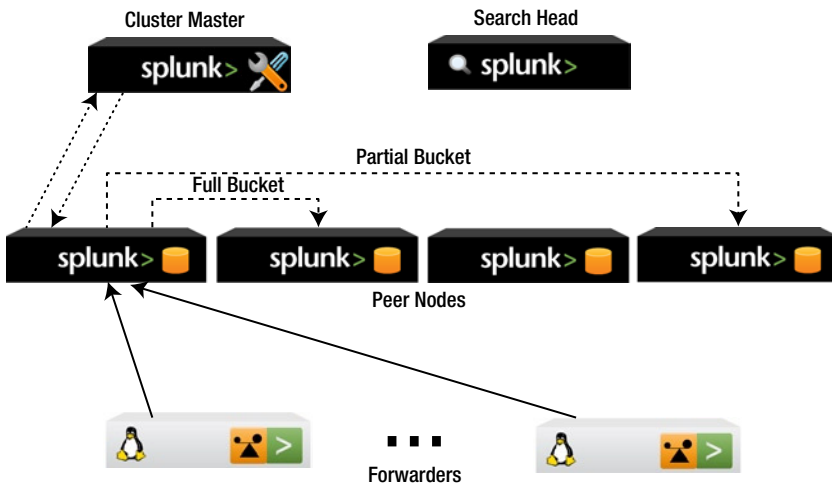 Cluster Master
Search Head
splunk>
splunk>
Partial Bucket
Full Bucket
splunk>
splunk>
splunk>
splunk>
Peer Nodes
>
...
>
Forwarders